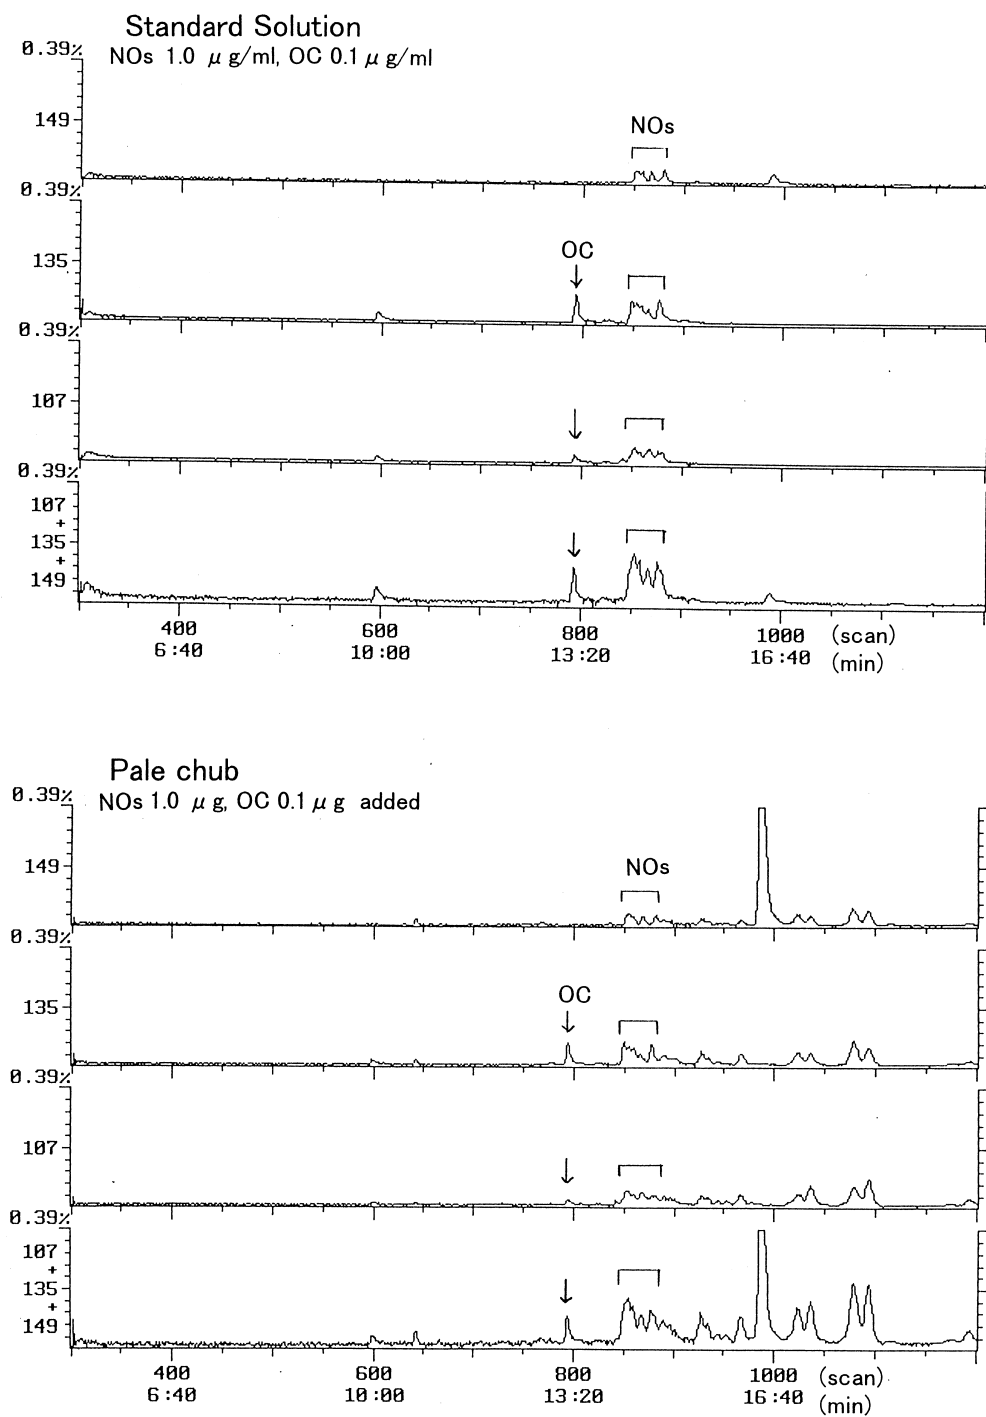 Standard Solution
NOs 1.0 μg/ml, OC 0.1 μg/ml
0.39%
149
NOs
0.39%
OC
135
0.39%
107
0.39%
107
+
135
+
149
400 600 800 1000 (scan)
6:40 10:00 13:20 16:40 (min)
Pale chub
NOs 1.0 μg, OC 0.1 μg added
0.39%
149
NOs
0.39%
OC
135
0.39%
107
0.39%
107
+
135
+
149
400 600 800 1000 (scan)
6:40 10:00 13:20 16:40 (min)